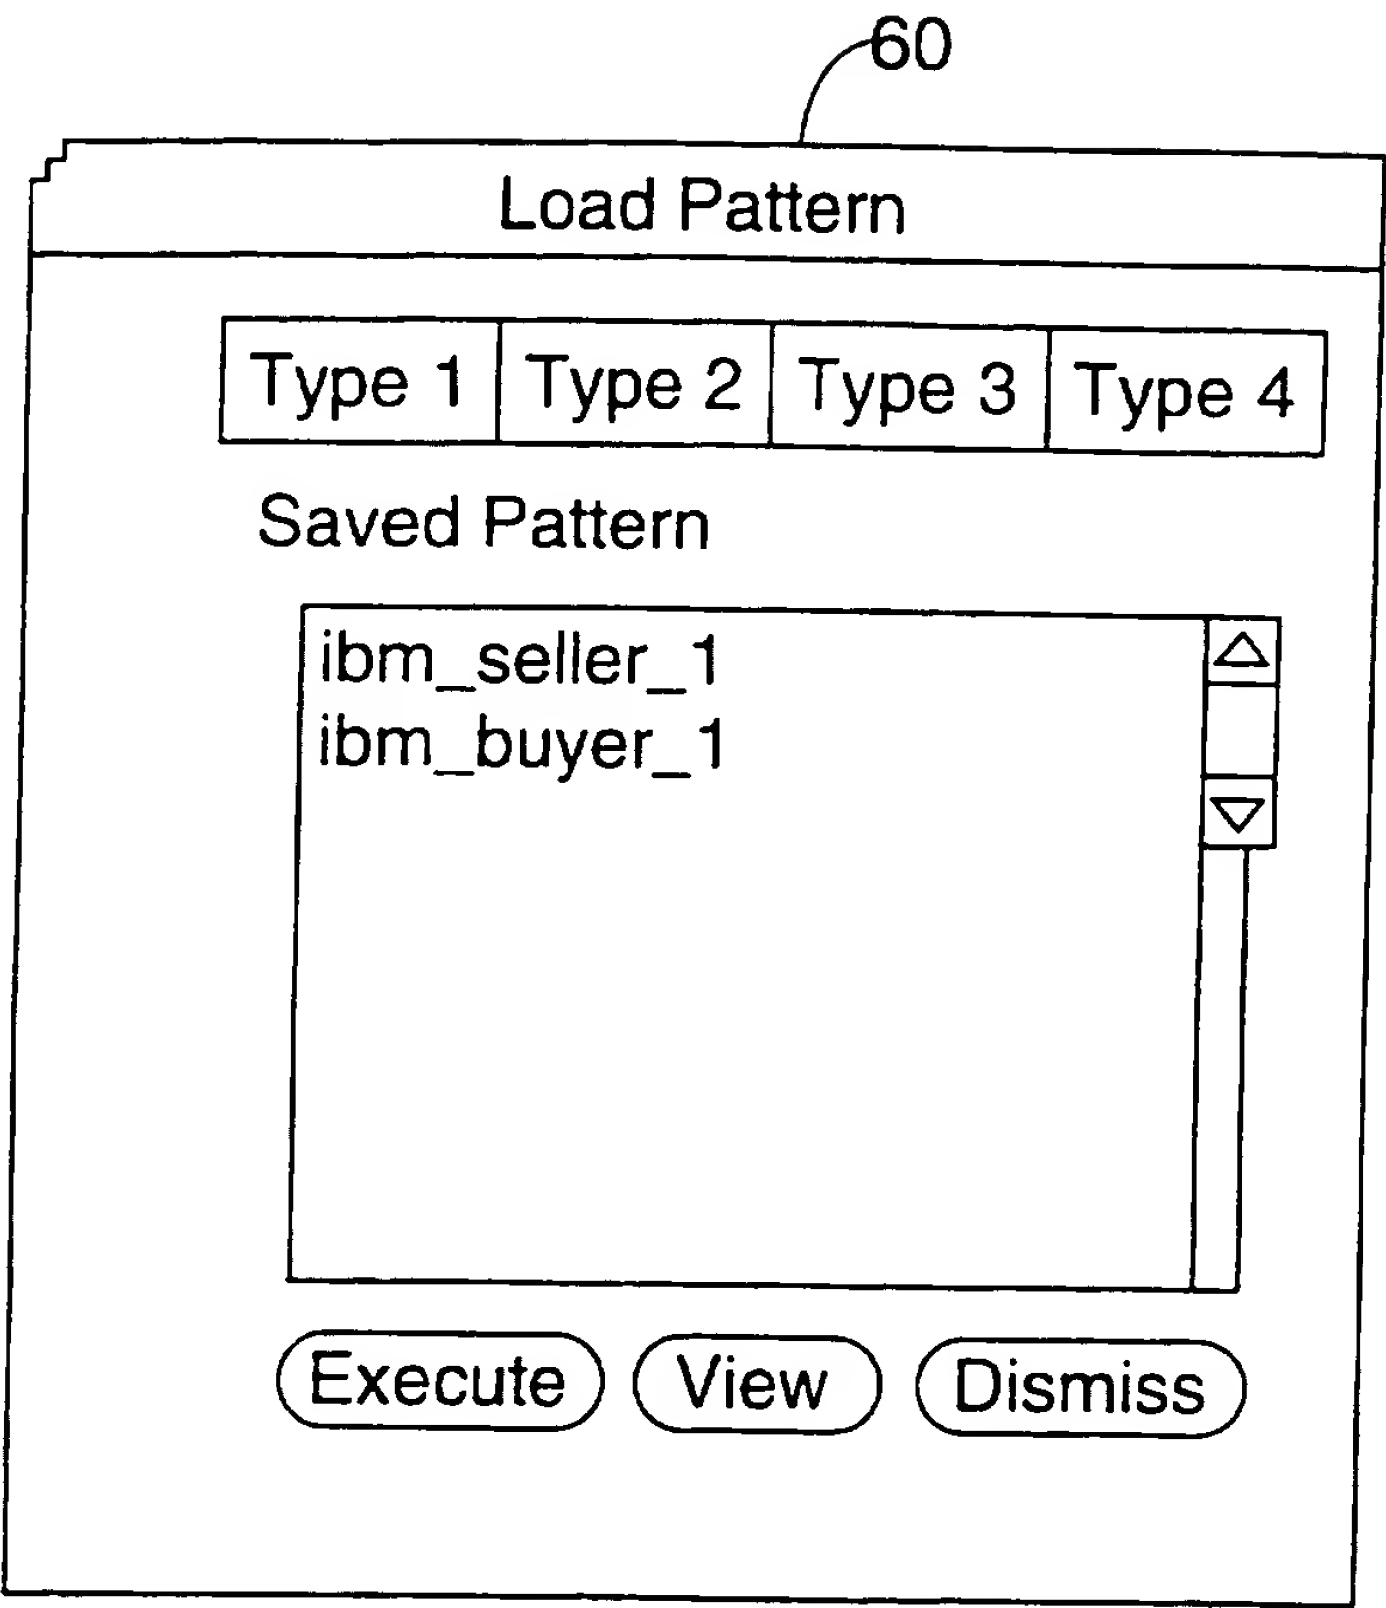 60
Load Pattern
Type 1 Type 2 Type 3 Type 4
Saved Pattern
ibm_seller_1
ibm_buyer_1
Execute View Dismiss